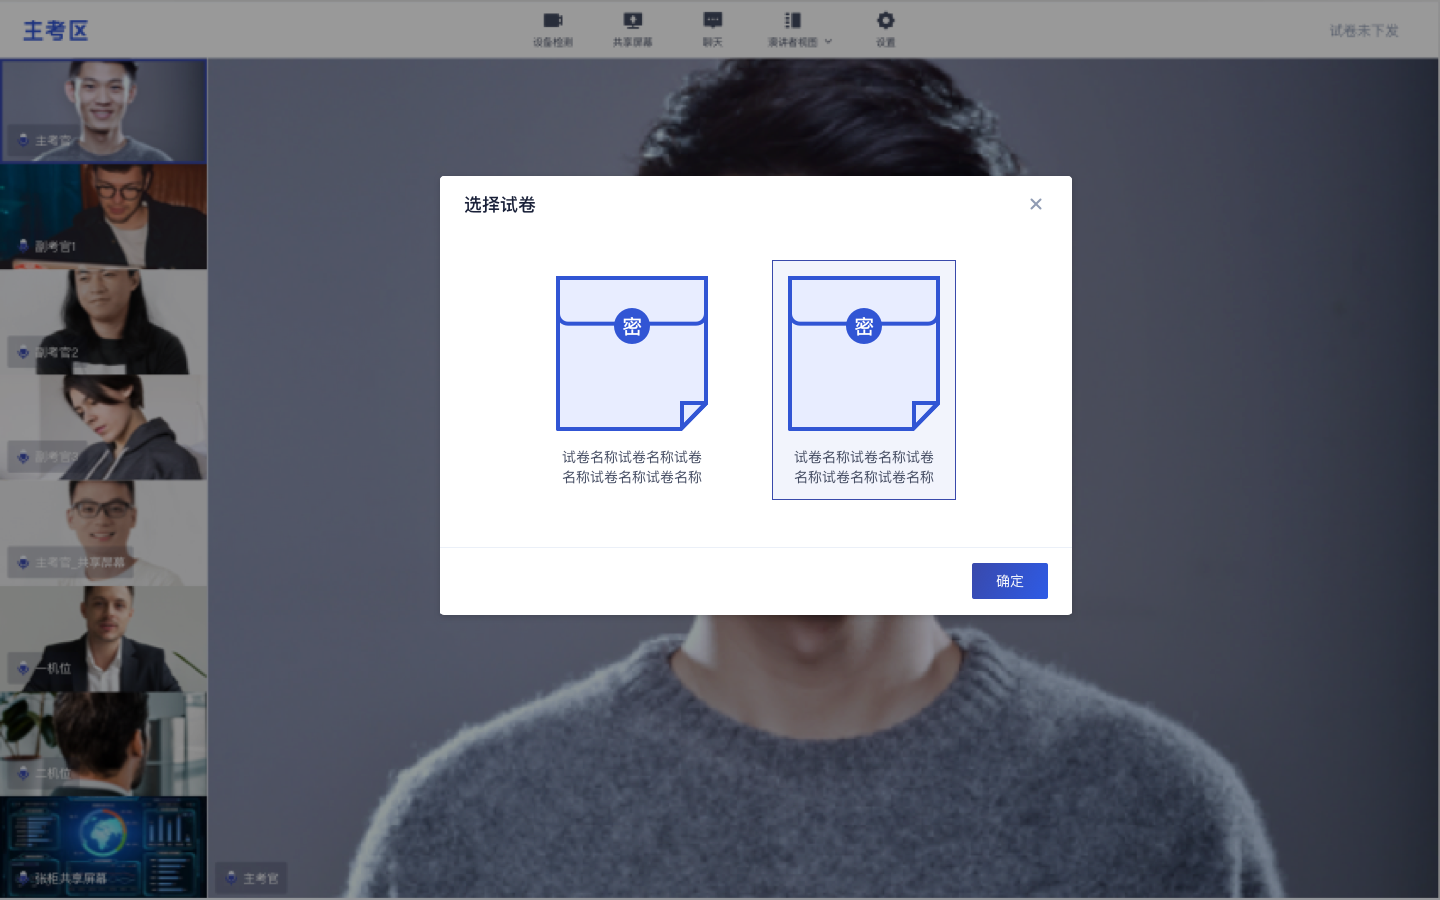 主考区
设备检测
共享屏幕
聊天
演讲者视图
设置
试卷未下发
主考官
副考官1
副考官2
副考官3
主考官_共享屏幕
一机位
二机位
张柜共享屏幕
主考官
选择试卷
密
试卷名称试卷名称试卷
名称试卷名称试卷名称
密
试卷名称试卷名称试卷
名称试卷名称试卷名称
确定